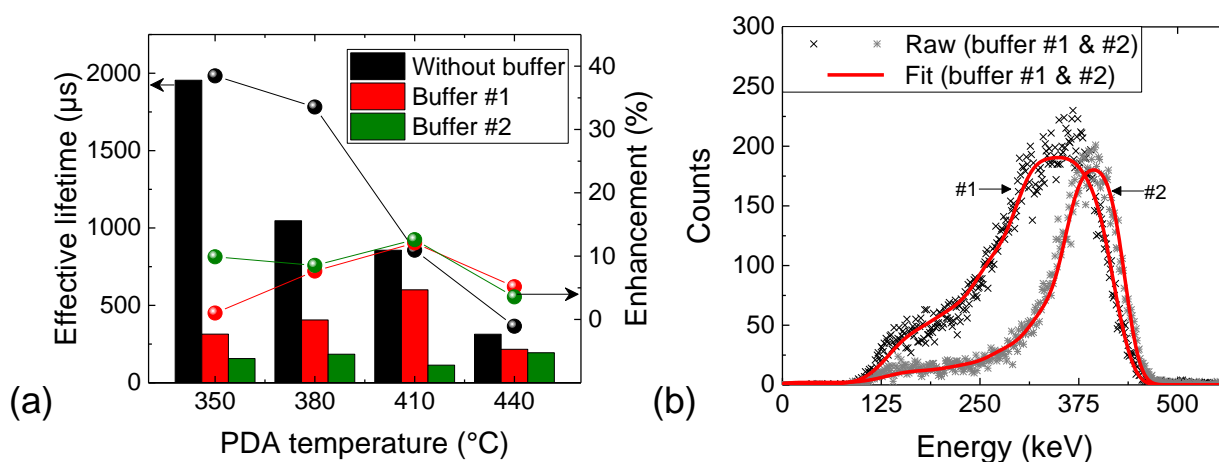 Effective lifetime (µs)
2000
1500
1000
500
0
Without buffer
Buffer #1
Buffer #2
40
30
20
10
0
Enhancement (%)
350 380 410 440
PDA temperature (°C)
(a)
Counts
300
250
200
150
100
50
0
Raw (buffer #1 & #2)
Fit (buffer #1 & #2)
#1
#2
0 125 250 375 500
Energy (keV)
(b)